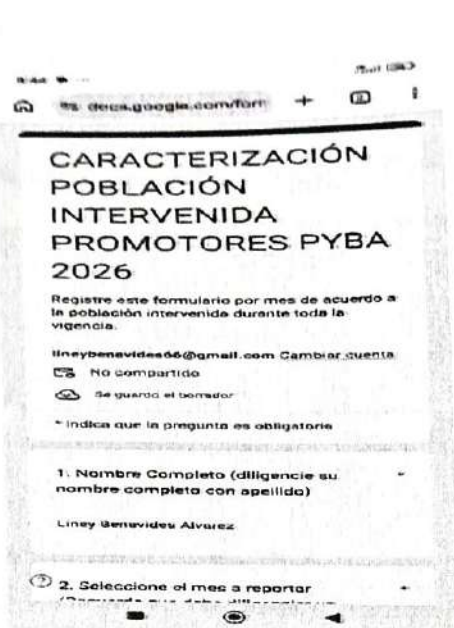 docs.google.com/forr
CARACTERIZACIÓN
POBLACIÓN
INTERVENIDA
PROMOTORES PYBA
2026
Registre este formulario por mes de acuerdo a
la población intervenida durante toda la
vigencia.
lineybenavides66@gmail.com Cambiar cuenta
No compartido
Se guardó el borrador
* Indica que la pregunta es obligatoria
1. Nombre Completo (diligencie su *
nombre completo con apellido)
Liney Benavides Alvarez
2. Seleccione el mes a reportar *